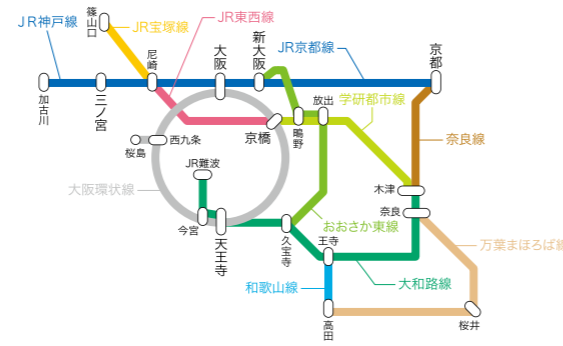 篠山口
JR神戸線
JR宝塚線
JR東西線
尼崎
大阪
新大阪
JR京都線
京都
加古川
三ノ宮
放出
学研都市線
京橋
鴫野
奈良線
桜島
西九条
JR難波
大阪環状線
木津
奈良
今宮
天王寺
久宝寺
おおさか東線
王寺
万葉まほろば線
和歌山線
大和路線
高田
桜井